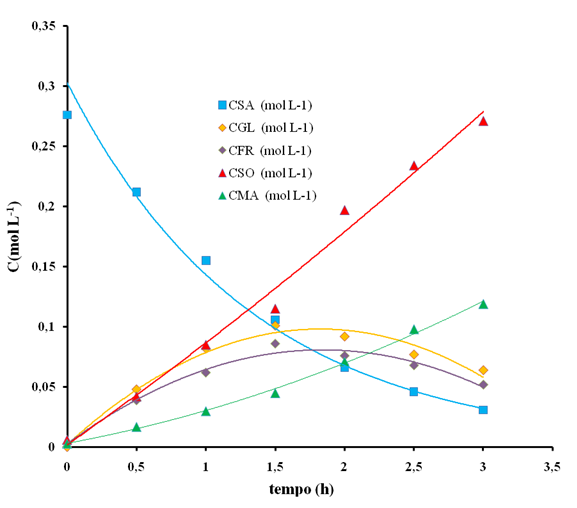 0,35
0,3
0,25
0,2
0,15
0,1
0,05
0
C(mol L-1)
CSA (mol L-1)
CGL (mol L-1)
CFR (mol L-1)
CSO (mol L-1)
CMA (mol L-1)
0 0,5 1 1,5 2 2,5 3 3,5
tempo (h)